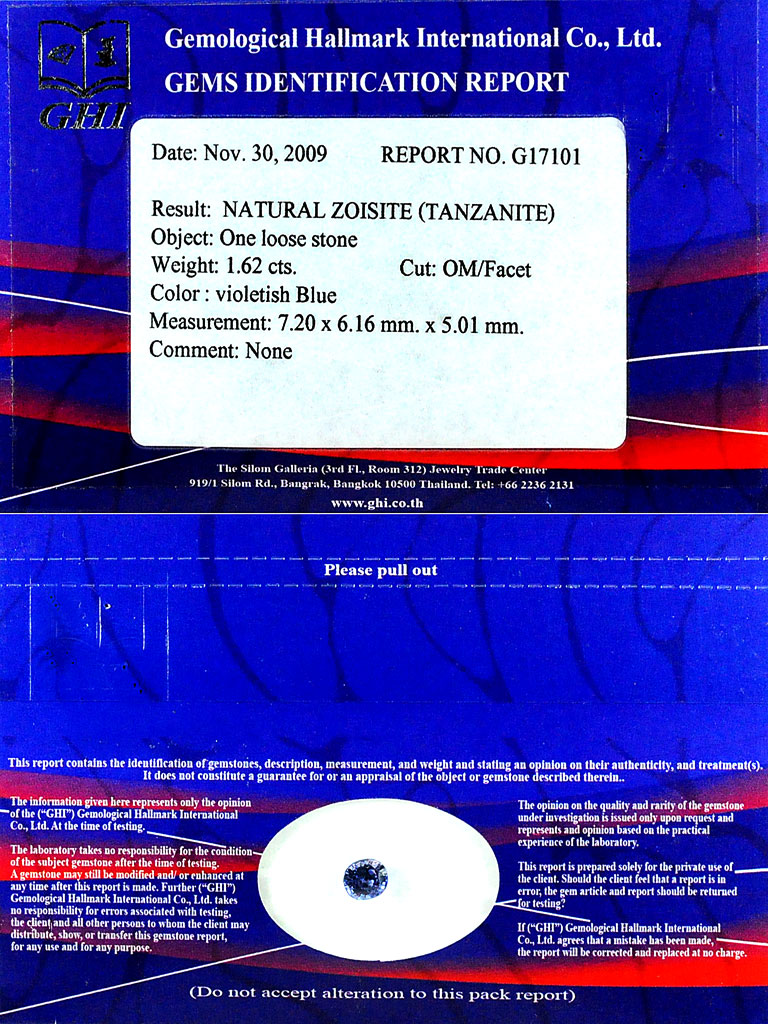 Gemological Hallmark International Co., Ltd.
GEMS IDENTIFICATION REPORT
GHI
Date: Nov. 30, 2009 REPORT NO. G17101
Result: NATURAL ZOISITE (TANZANITE)
Object: One loose stone
Weight: 1.62 cts. Cut: OM/Facet
Color : violetish Blue
Measurement: 7.20 x 6.16 mm. x 5.01 mm.
Comment: None
The Silom Galleria (3rd Fl., Room 312) Jewelry Trade Center
919/1 Silom Rd., Bangrak, Bangkok 10500 Thailand. Tel: +66 2236 2131
www.ghi.co.th
Please pull out
This report contains the identification of gemstones, description, measurement, and weight and stating an opinion on their authenticity, and treatment(s).
It does not constitute a guarantee for or an appraisal of the object or gemstone described therein..
The information given here represents only the opinion
of the ("GHI") Gemological Hallmark International
Co., Ltd. At the time of testing.
The laboratory takes no responsibility for the condition
of the subject gemstone after the time of testing.
A gemstone may still be modified and/ or enhanced at
any time after this report is made. Further ("GHI")
Gemological Hallmark International Co., Ltd. takes
no responsibility for errors associated with testing,
the client and all other persons to whom the client may
distribute, show, or transfer this gemstone report,
for any use and for any purpose.
The opinion on the quality and rarity of the gemstone
under investigation is issued only upon request and
represents and opinion based on the practical
experience of the laboratory.
This report is prepared solely for the private use of
the client. Should the client feel that a report is in
error, the gem article and report should be returned
for testing?
If ("GHI") Gemological Hallmark International
Co., Ltd. agrees that a mistake has been made,
the report will be corrected and replaced at no charge.
(Do not accept alteration to this pack report)